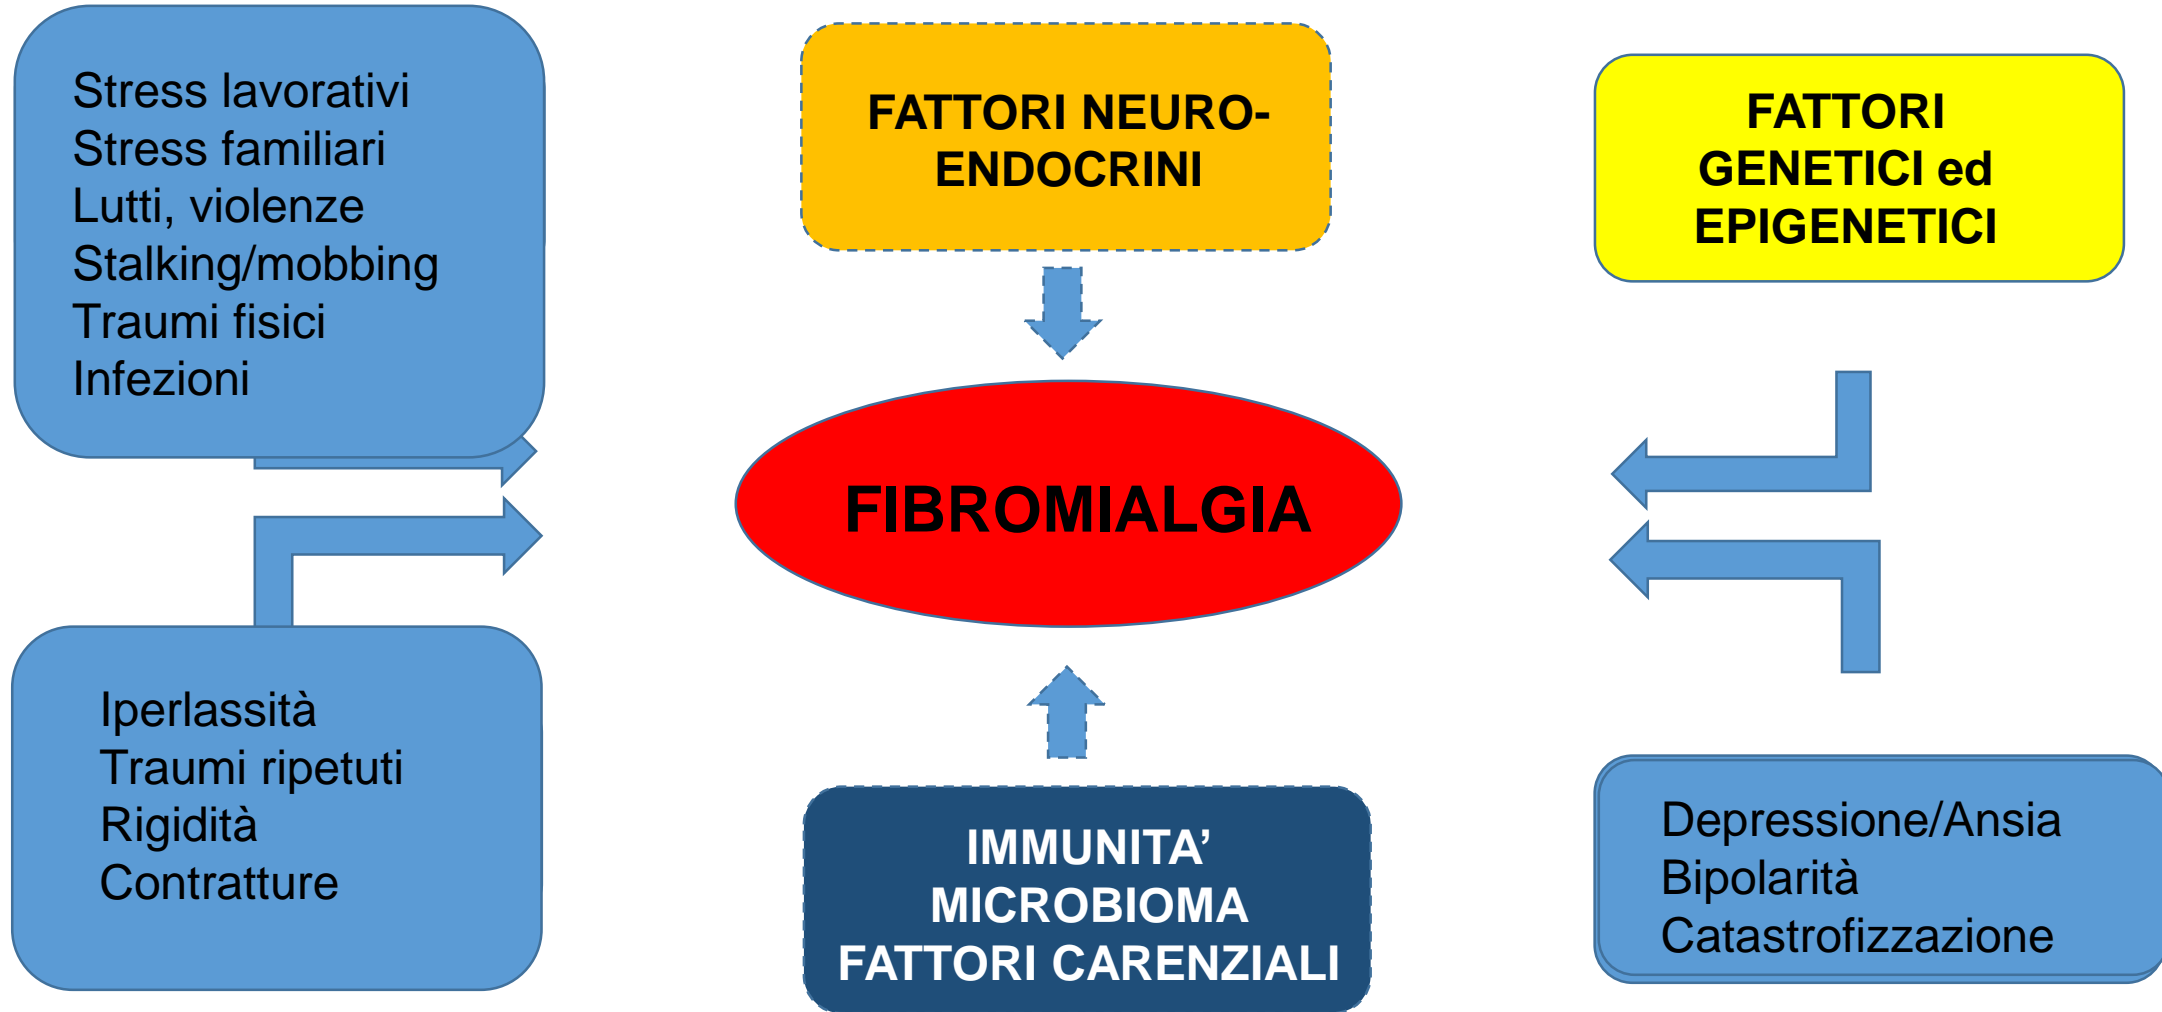 Stress lavorativi
Stress familiari
Lutti, violenze
Stalking/mobbing
Traumi fisici
Infezioni
FATTORI NEURO-
ENDOCRINI
FATTORI
GENETICI ed
EPIGENETICI
FIBROMIALGIA
Iperlassità
Traumi ripetuti
Rigidità
Contratture
IMMUNITA’
MICROBIOMA
FATTORI CARENZIALI
Depressione/Ansia
Bipolarità
Catastrofizzazione